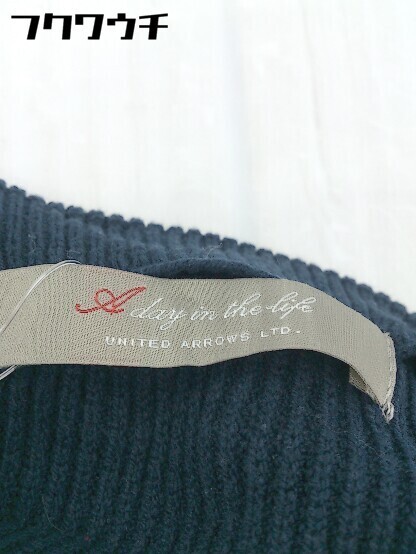 フクワウチ
A day in the life
UNITED ARROWS LTD.